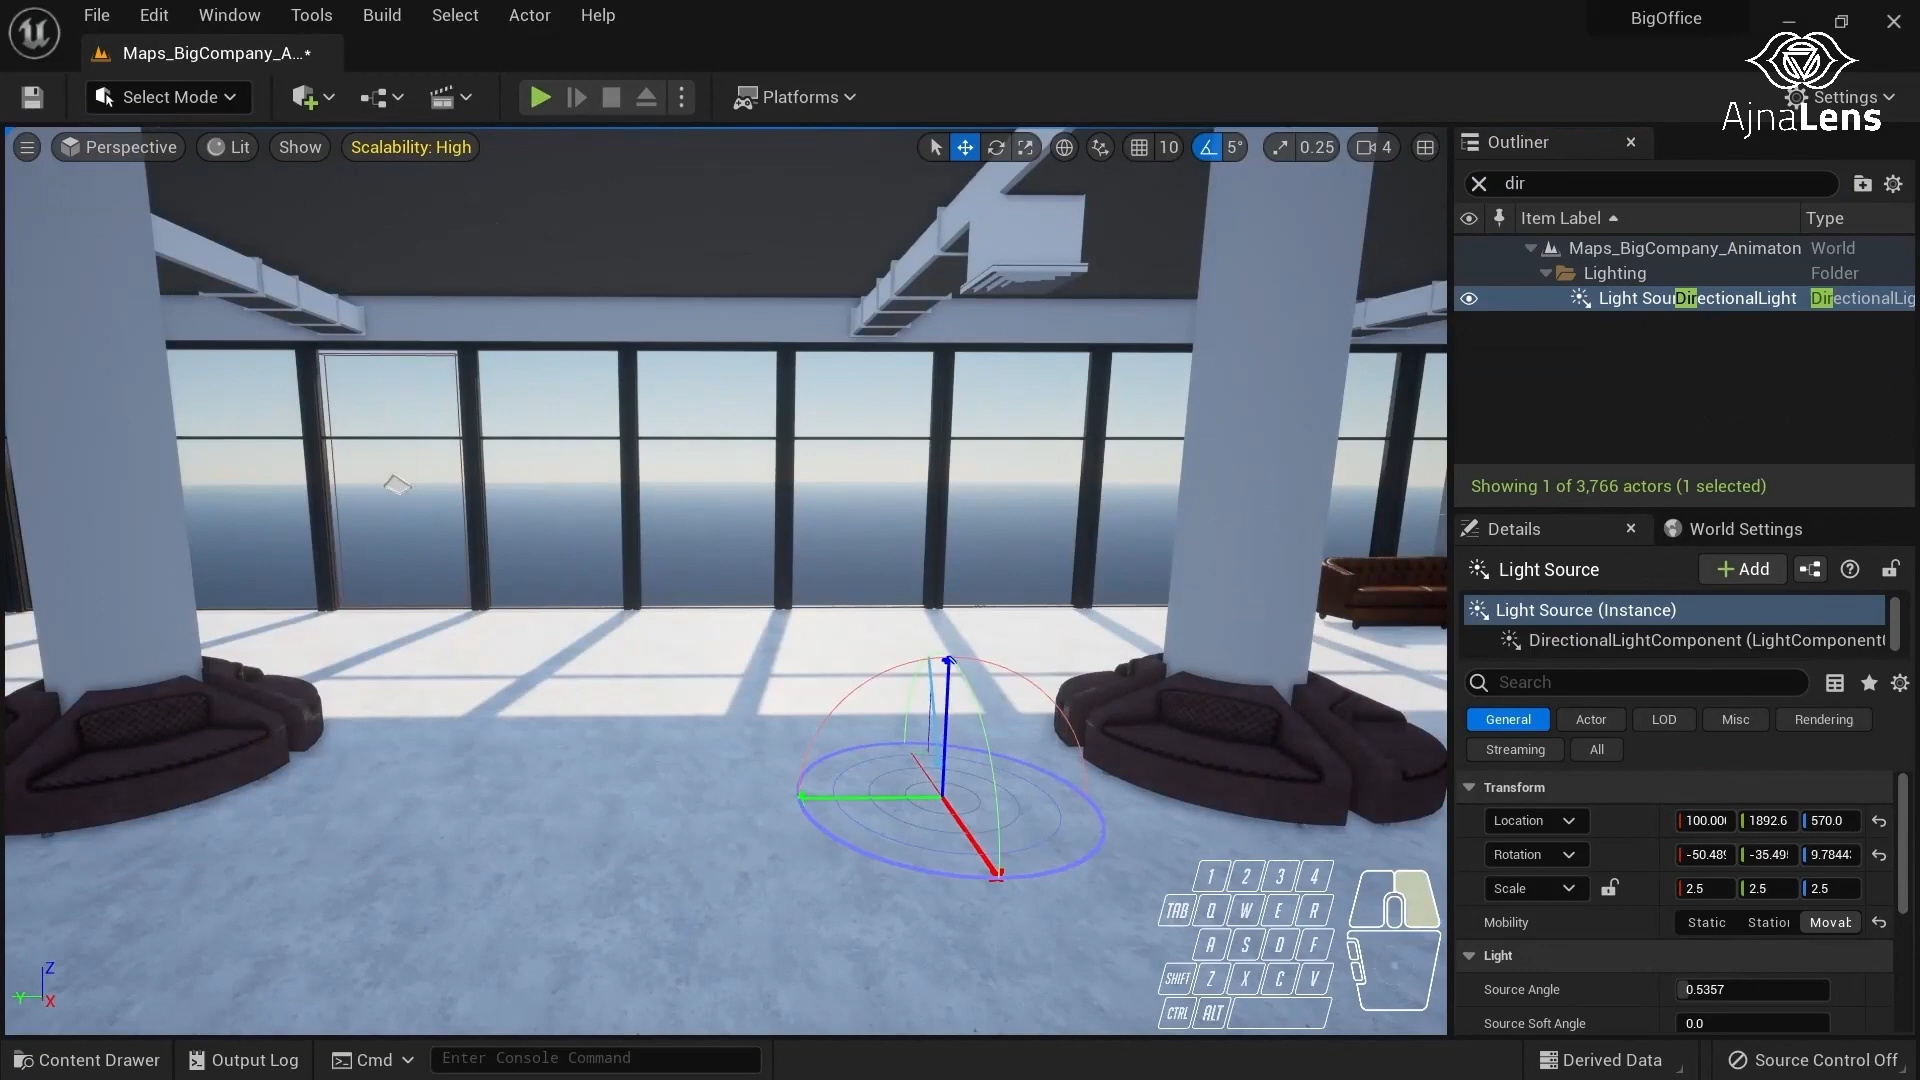 File Edit Window Tools Build Select Actor Help
BigOffice
Maps_BigCompany_A...*
AjnaLens
Select Mode
Platforms
Settings
Perspective
Lit
Show
Scalability: High
10
5°
0.25
4
Outliner
dir
Item Label
Type
Maps_BigCompany_Animaton World
Lighting Folder
Light SourDirectionalLight DirectionalLig
Showing 1 of 3,766 actors (1 selected)
Details
World Settings
Light Source
Add
Light Source (Instance)
DirectionalLightComponent (LightComponent
Search
General Actor LOD Misc Rendering
Streaming All
Transform
Location 100.00 1892.6 570.0
Rotation -50.489 -35.49 9.7844
Scale 2.5 2.5 2.5
Mobility Static Station Movab
Light
Source Angle 0.5357
Source Soft Angle 0.0
1 2 3 4
TAB Q W E R
A S D F
SHIFT Z X C V
CTRL ALT
Z
Y
X
Content Drawer
Output Log
Cmd
Enter Console Command
Derived Data
Source Control Off